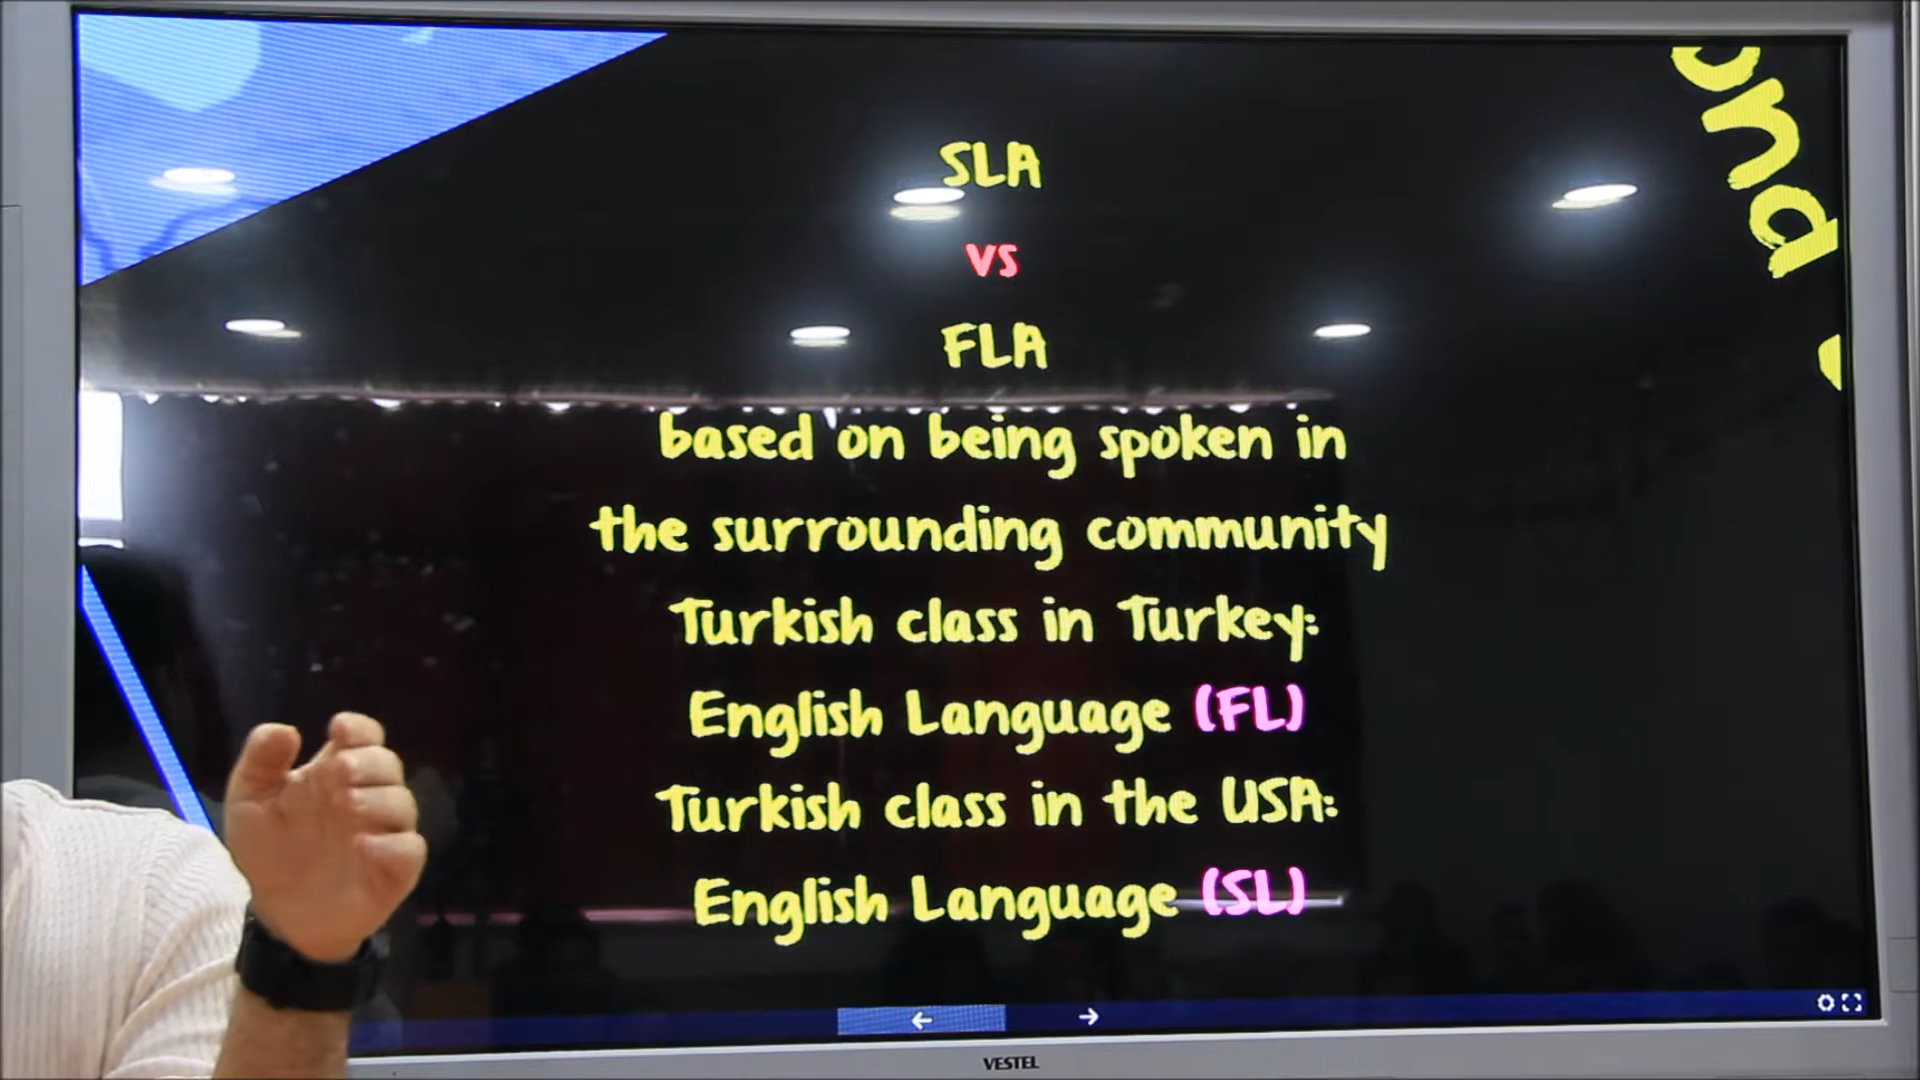 SLA
vs
FLA
based on being spoken in
the surrounding community
Turkish class in Turkey:
English Language (FL)
Turkish class in the USA:
English Language (SL)
VESTEL